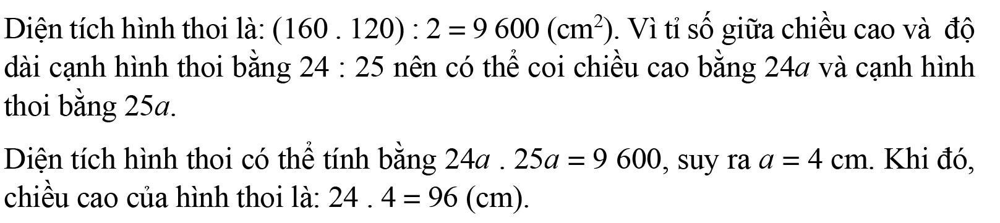 Diện tích hình thoi là: (160 . 120) : 2 = 9 600 (cm²). Vì tỉ số giữa chiều cao và độ
dài cạnh hình thoi bằng 24 : 25 nên có thể coi chiều cao bằng 24a và cạnh hình
thoi bằng 25a.
Diện tích hình thoi có thể tính bằng 24a . 25a = 9 600, suy ra a = 4 cm. Khi đó,
chiều cao của hình thoi là: 24 . 4 = 96 (cm).